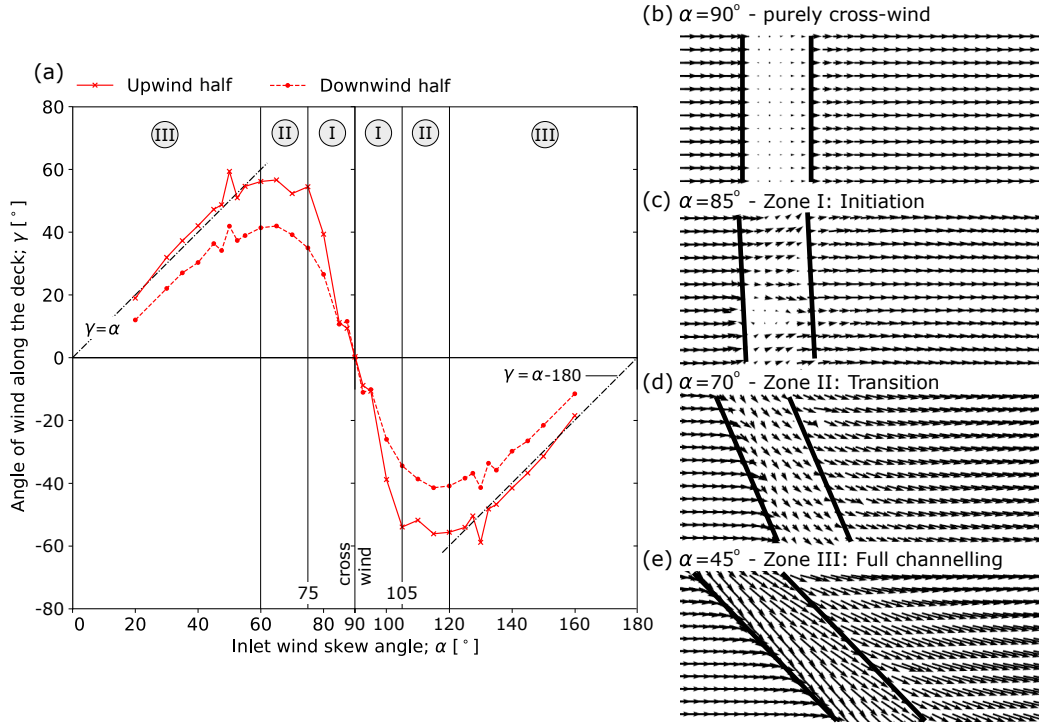 (a)
Upwind half
Downwind half
80
60
40
20
0
-20
-40
-60
-80
Angle of wind along the deck; γ [°]
III
II
I
I
II
III
γ=α
γ=α-180
75
cross
wind
105
0
20
40
60
80
90
100
120
140
160
180
Inlet wind skew angle; α [°]
(b) α=90° - purely cross-wind
(c) α=85° - Zone I: Initiation
(d) α=70° - Zone II: Transition
(e) α=45° - Zone III: Full channelling